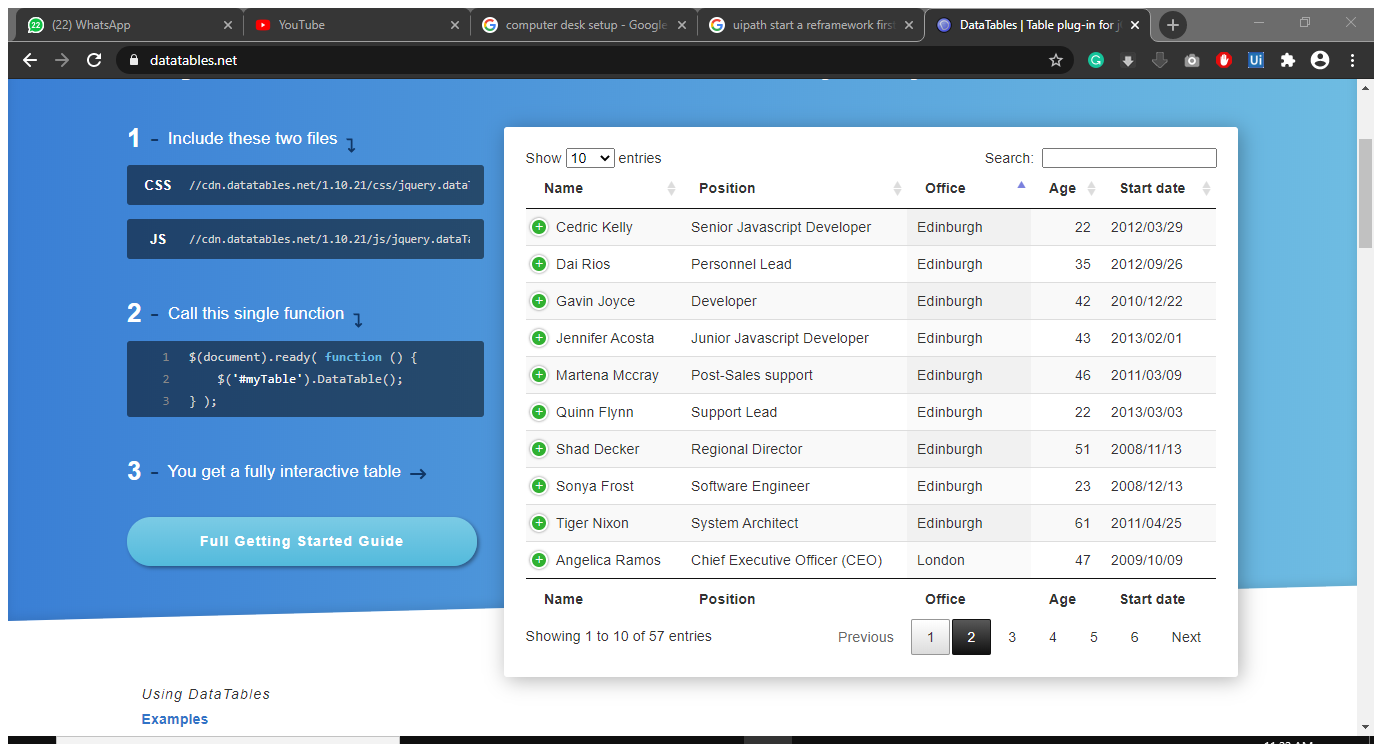 (22) WhatsApp
YouTube
computer desk setup - Google
uipath start a reframework first
DataTables | Table plug-in for j
datatables.net
1 - Include these two files
CSS //cdn.datatables.net/1.10.21/css/jquery.dataT
JS //cdn.datatables.net/1.10.21/js/jquery.dataTa
2 - Call this single function
1 $(document).ready( function () {
2 $('#myTable').DataTable();
3 } );
3 - You get a fully interactive table
Full Getting Started Guide
Show 10 entries
Search:
Name Position Office Age Start date
Cedric Kelly Senior Javascript Developer Edinburgh 22 2012/03/29
Dai Rios Personnel Lead Edinburgh 35 2012/09/26
Gavin Joyce Developer Edinburgh 42 2010/12/22
Jennifer Acosta Junior Javascript Developer Edinburgh 43 2013/02/01
Martena Mccray Post-Sales support Edinburgh 46 2011/03/09
Quinn Flynn Support Lead Edinburgh 22 2013/03/03
Shad Decker Regional Director Edinburgh 51 2008/11/13
Sonya Frost Software Engineer Edinburgh 23 2008/12/13
Tiger Nixon System Architect Edinburgh 61 2011/04/25
Angelica Ramos Chief Executive Officer (CEO) London 47 2009/10/09
Name Position Office Age Start date
Showing 1 to 10 of 57 entries
Previous 1 2 3 4 5 6 Next
Using DataTables
Examples